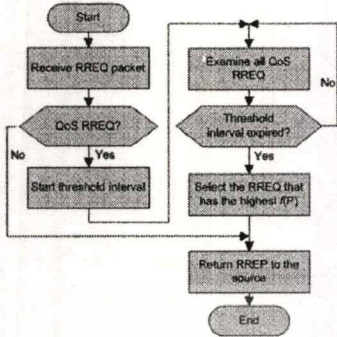 Start
Receive RREQ packet
QoS RREQ?
No
Yes
Start threshold interval
Examine all QoS
RREQ
No
Threshold
interval expired?
Yes
Select the RREQ that
has the highest f(P)
Return RREP to the
source
End